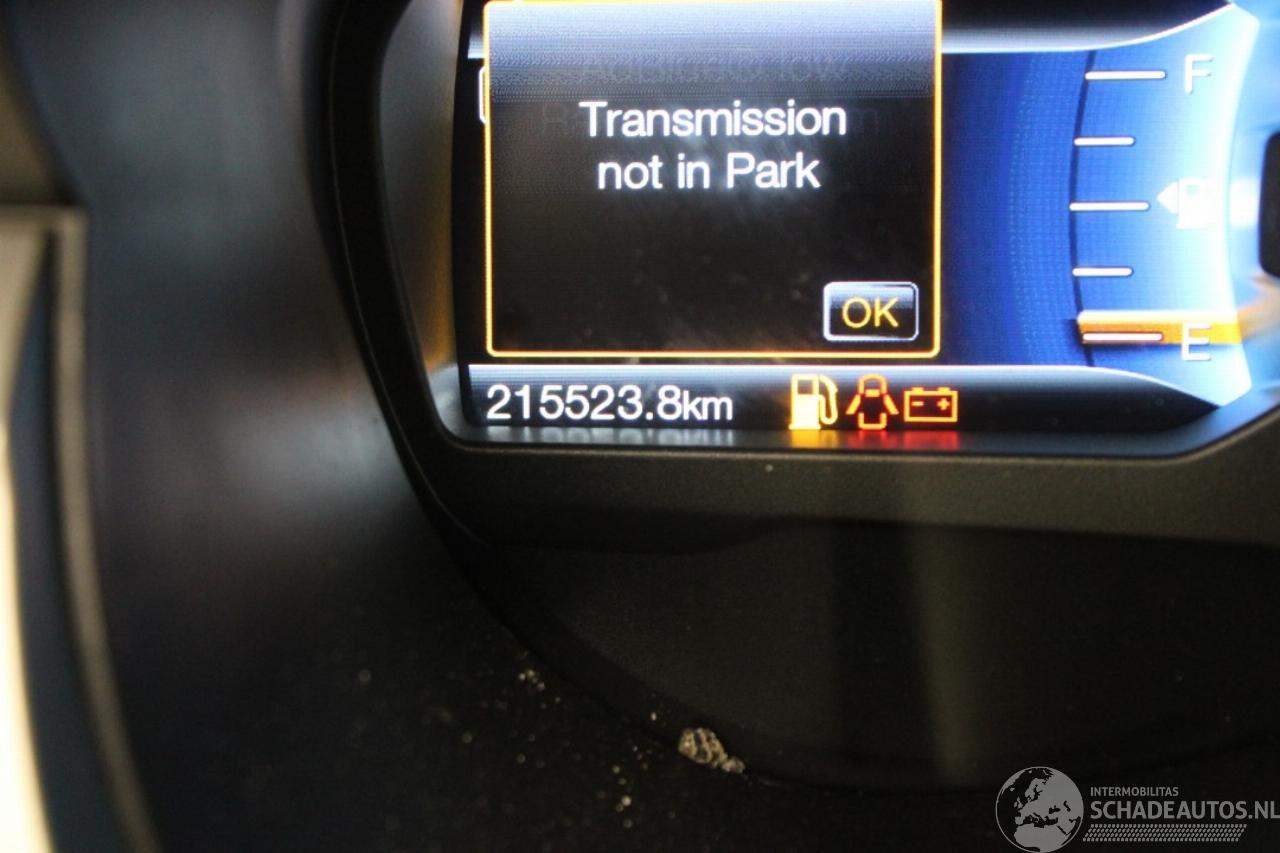 F
Transmission
not in Park
OK
E
215523.8km
INTERMOBILITAS
SCHADEAUTOS.NL